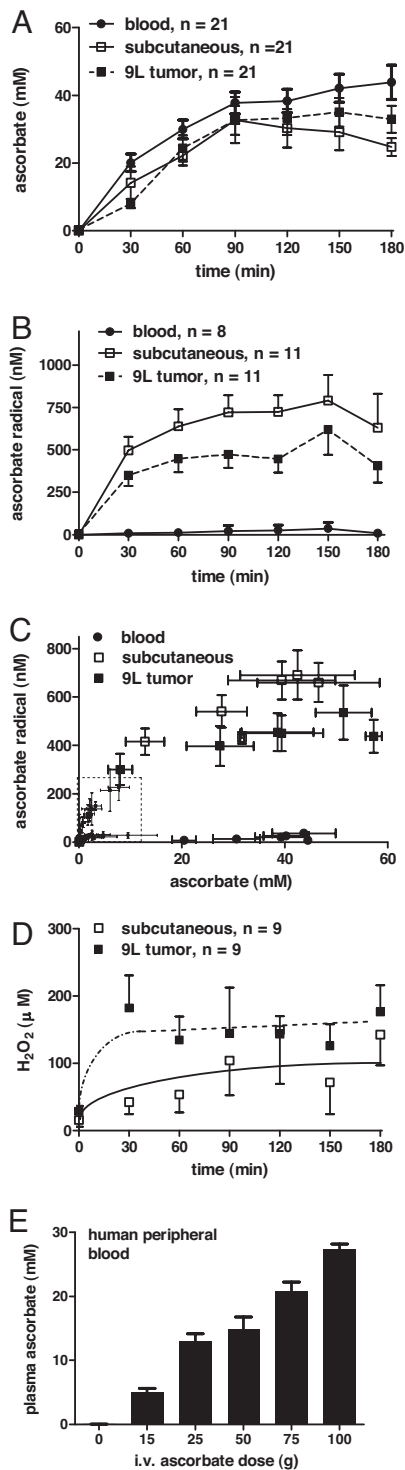 A
blood, n = 21
subcutaneous, n =21
9L tumor, n = 21
ascorbate (mM)
60
40
20
0
0 30 60 90 120 150 180
time (min)
B
blood, n = 8
subcutaneous, n = 11
9L tumor, n = 11
ascorbate radical (nM)
1000
750
500
250
0
0 30 60 90 120 150 180
time (min)
C
blood
subcutaneous
9L tumor
ascorbate radical (nM)
800
600
400
200
0
0 20 40 60
ascorbate (mM)
D
subcutaneous, n = 9
9L tumor, n = 9
H2O2 (μ M)
300
200
100
0
0 30 60 90 120 150 180
time (min)
E
human peripheral
blood
plasma ascorbate (mM)
30
20
10
0
0 15 25 50 75 100
i.v. ascorbate dose (g)